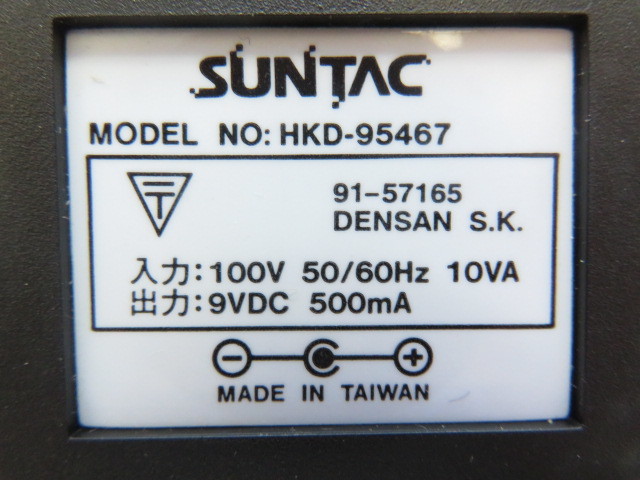 SUNTAC
MODEL NO: HKD-95467
91-57165
DENSAN S.K.
入力: 100V 50/60Hz 10VA
出力: 9VDC 500mA
MADE IN TAIWAN